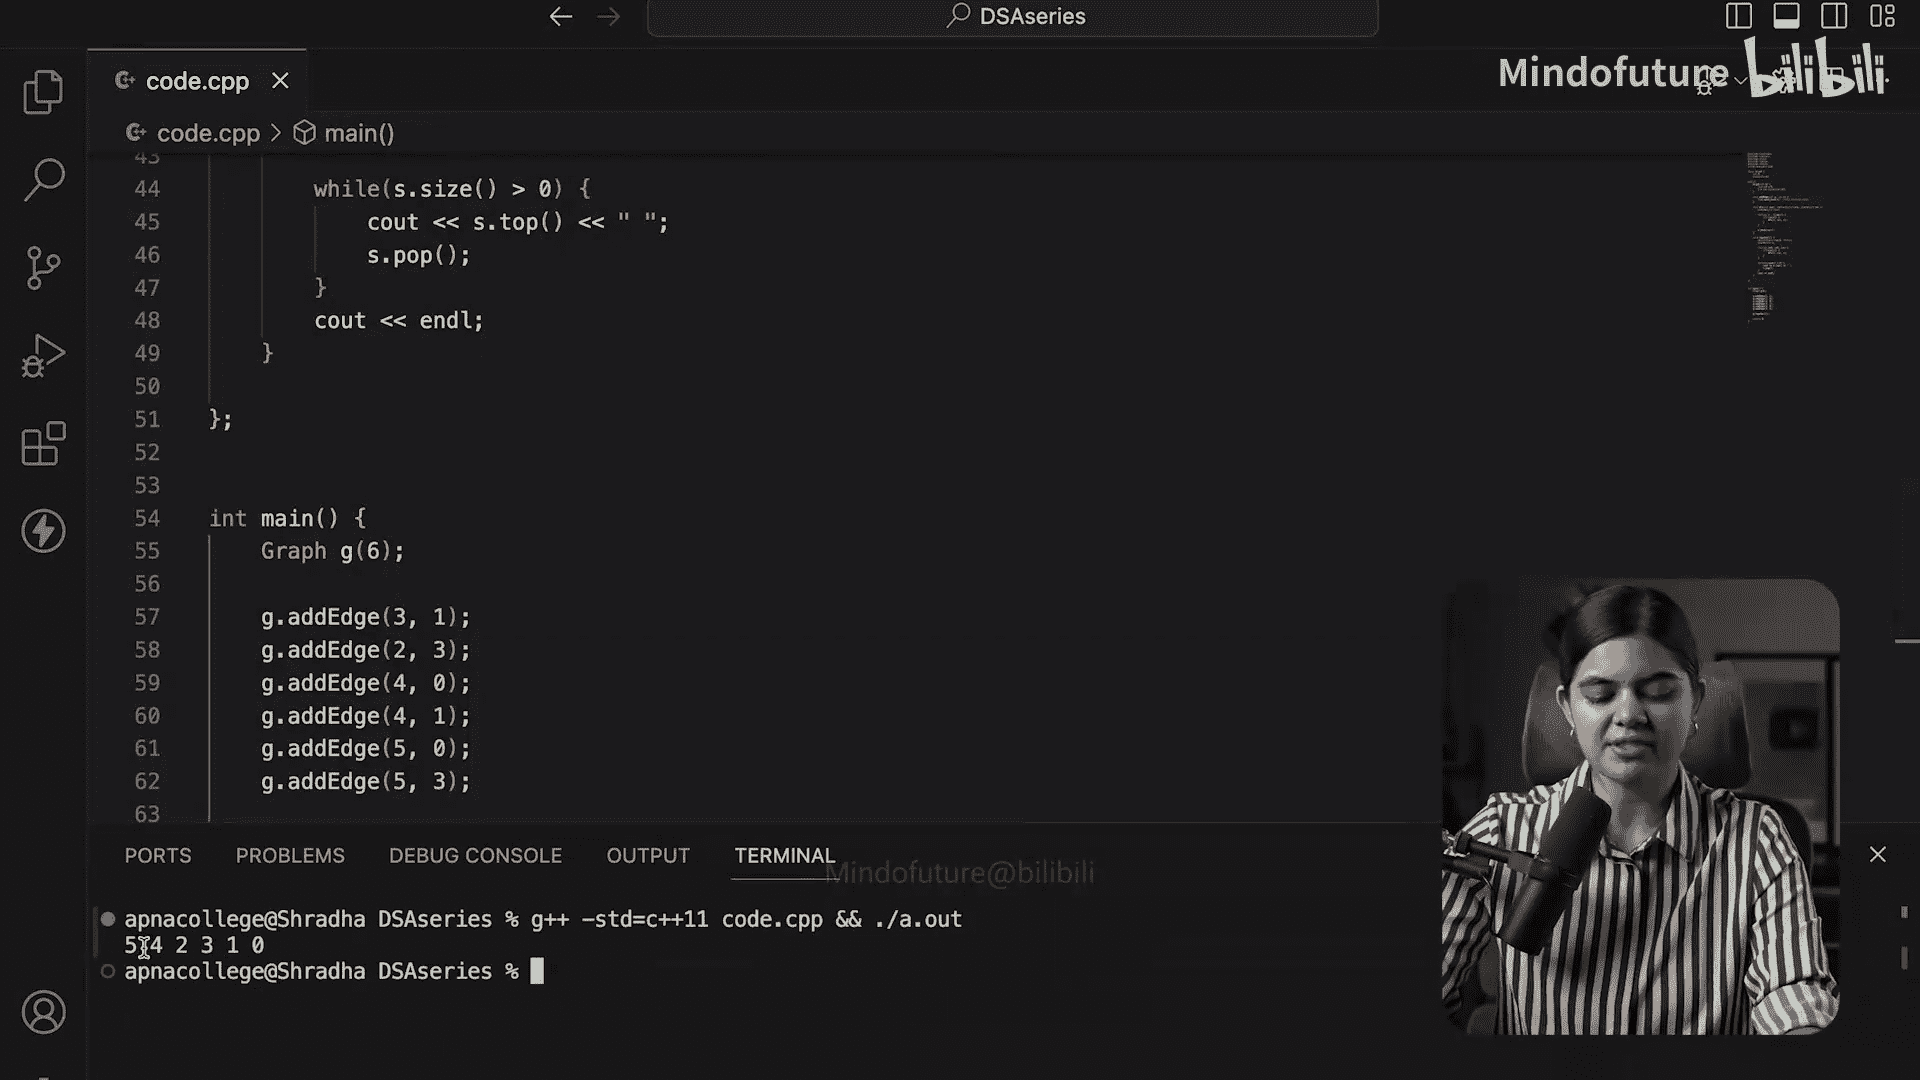 DSAseries
code.cpp
Mindofuture bilibili
code.cpp > main()
43
44 while(s.size() > 0) {
45 cout << s.top() << " ";
46 s.pop();
47 }
48 cout << endl;
49 }
50
51 };
52
53
54 int main() {
55 Graph g(6);
56
57 g.addEdge(3, 1);
58 g.addEdge(2, 3);
59 g.addEdge(4, 0);
60 g.addEdge(4, 1);
61 g.addEdge(5, 0);
62 g.addEdge(5, 3);
63
PORTS PROBLEMS DEBUG CONSOLE OUTPUT TERMINAL
Mindofuture@bilibili
apnacollege@Shradha DSAseries % g++ -std=c++11 code.cpp && ./a.out
5 4 2 3 1 0
apnacollege@Shradha DSAseries %